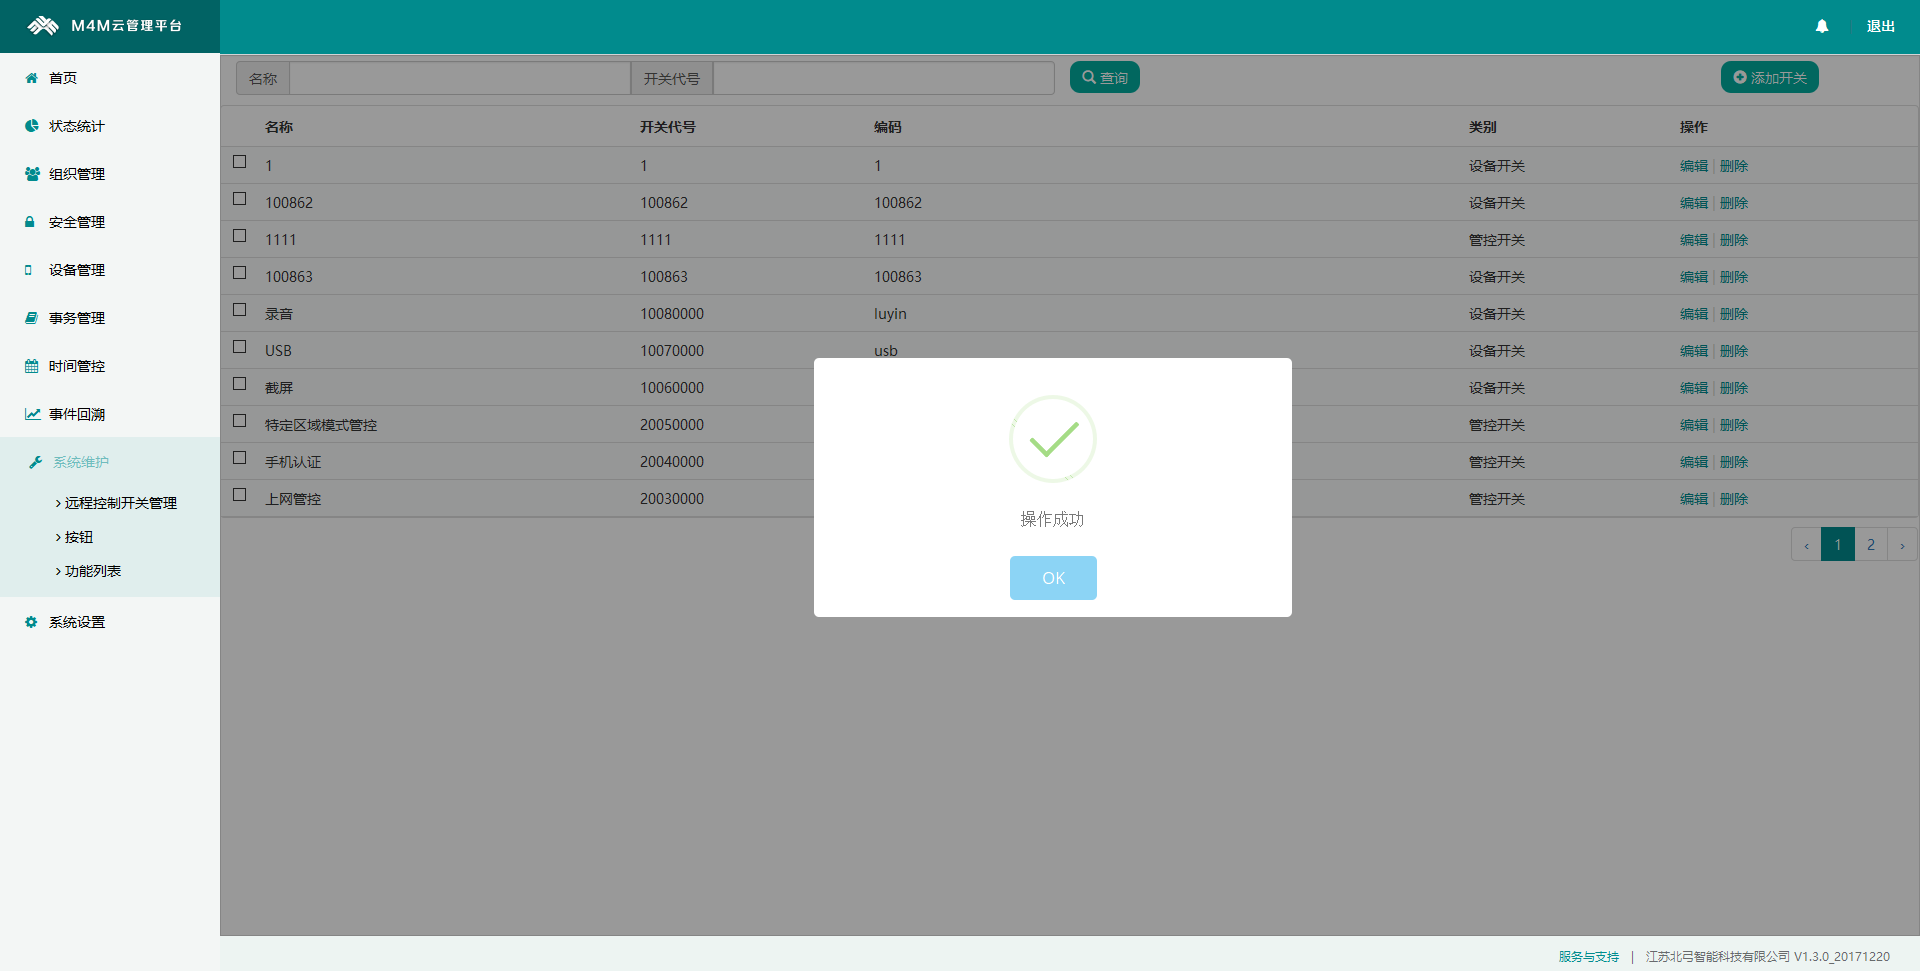 M4M云管理平台
退出
首页
状态统计
组织管理
安全管理
设备管理
事务管理
时间管控
事件回溯
系统维护
远程控制开关管理
按钮
功能列表
系统设置
名称 开关代号 查询 添加开关
名称 开关代号 编码 类别 操作
1 1 1 设备开关 编辑 | 删除
100862 100862 100862 设备开关 编辑 | 删除
1111 1111 1111 管控开关 编辑 | 删除
100863 100863 100863 设备开关 编辑 | 删除
录音 10080000 luyin 设备开关 编辑 | 删除
USB 10070000 usb 设备开关 编辑 | 删除
截屏 10060000 设备开关 编辑 | 删除
特定区域模式管控 20050000 管控开关 编辑 | 删除
手机认证 20040000 管控开关 编辑 | 删除
上网管控 20030000 管控开关 编辑 | 删除
‹ 1 2 ›
操作成功
OK
服务与支持 | 江苏北弓智能科技有限公司 V1.3.0_20171220